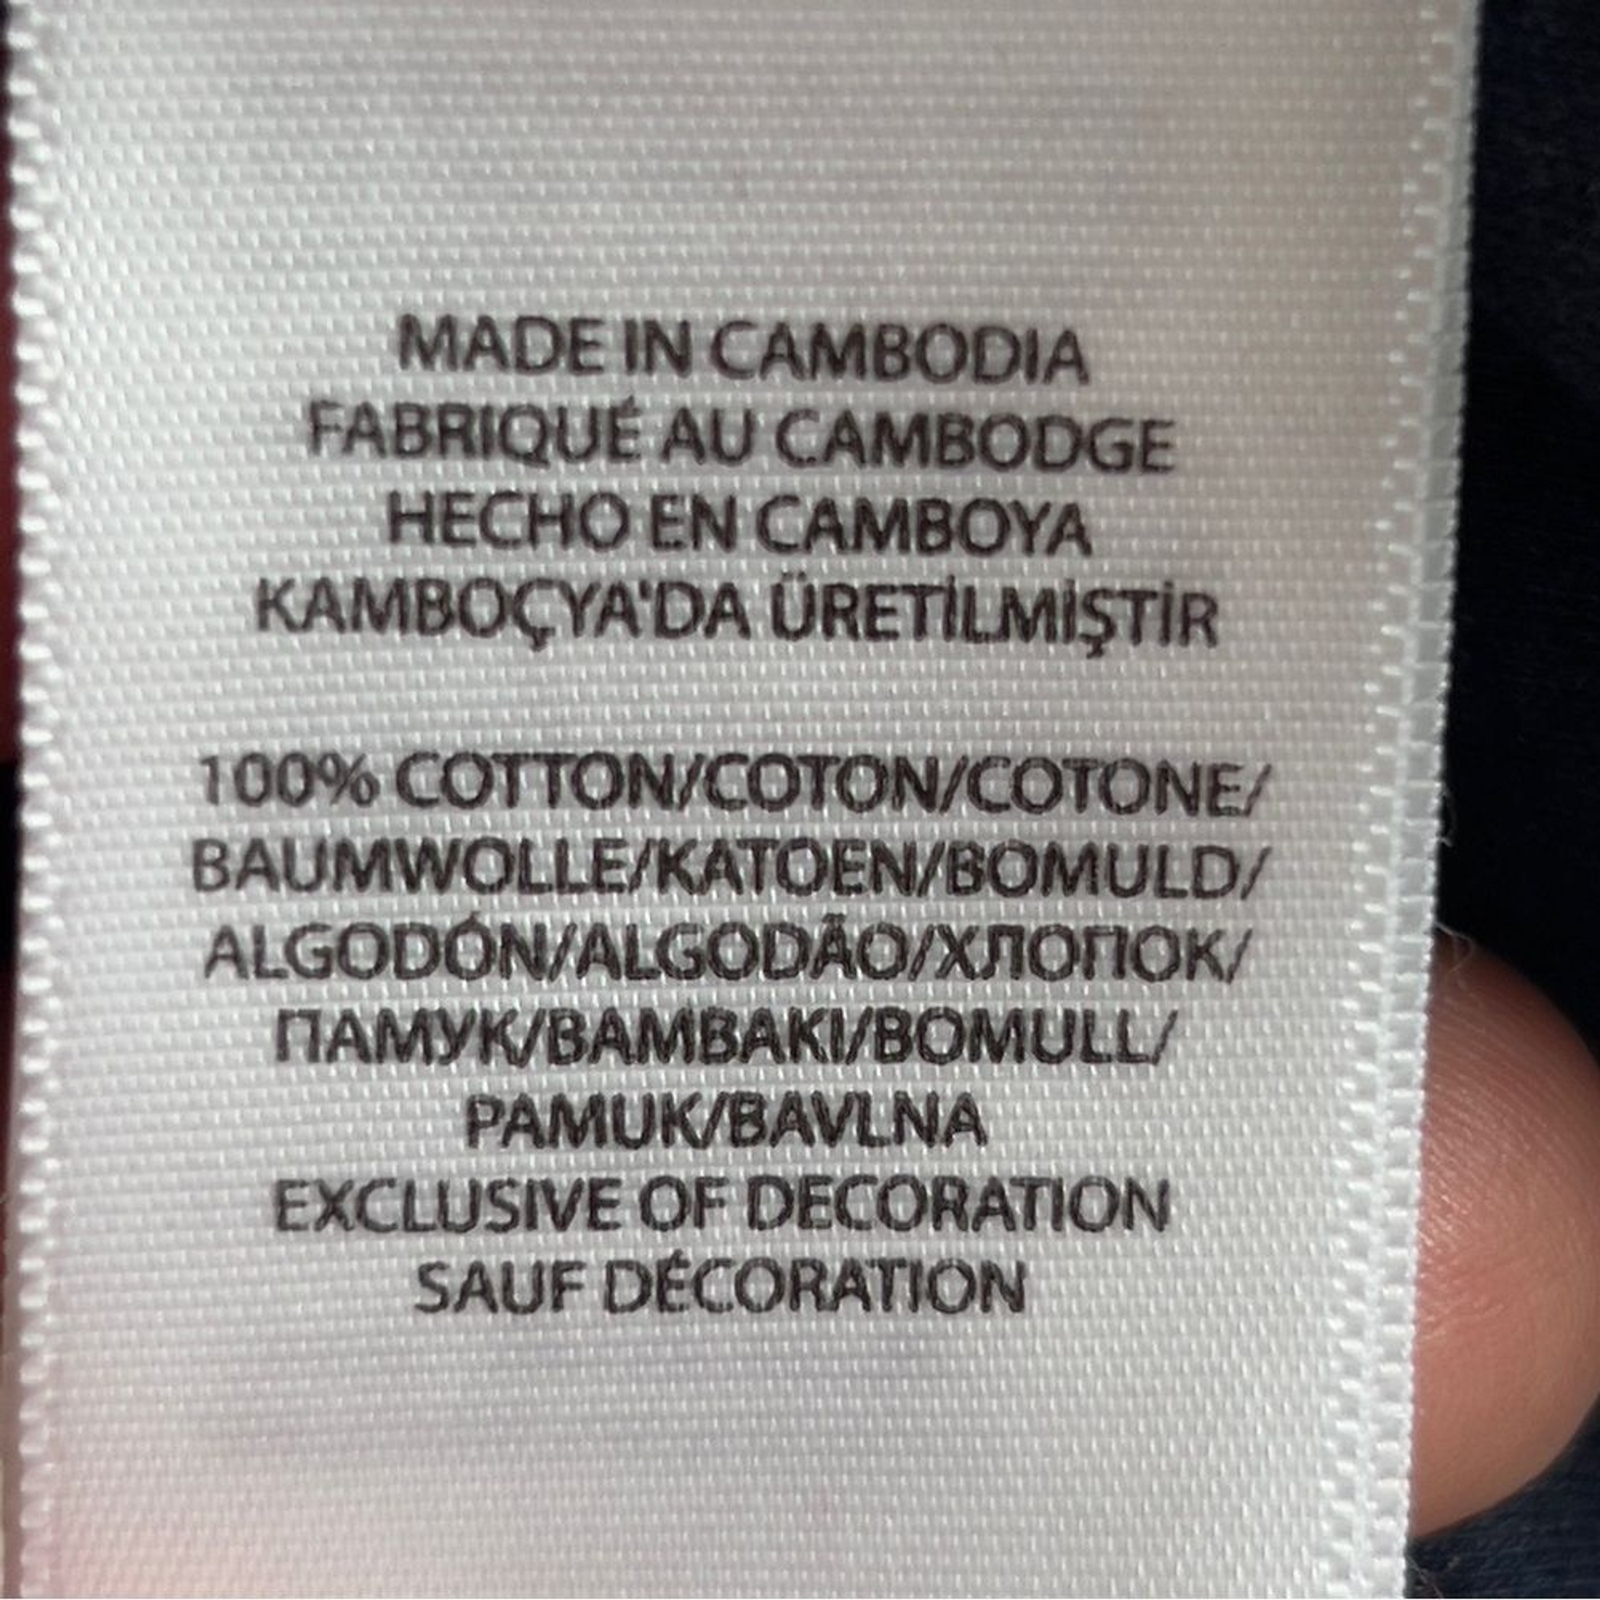 MADE IN CAMBODIA
FABRIQUÉ AU CAMBODGE
HECHO EN CAMBOYA
KAMBOÇYA'DA ÜRETİLMİŞTİR
100% COTTON/COTON/COTONE/
BAUMWOLLE/KATOEN/BOMULD/
ALGODÓN/ALGODÃO/ХЛОПОК/
ПАМУК/BAMBAKI/BOMULL/
PAMUK/BAVLNA
EXCLUSIVE OF DECORATION
SAUF DÉCORATION